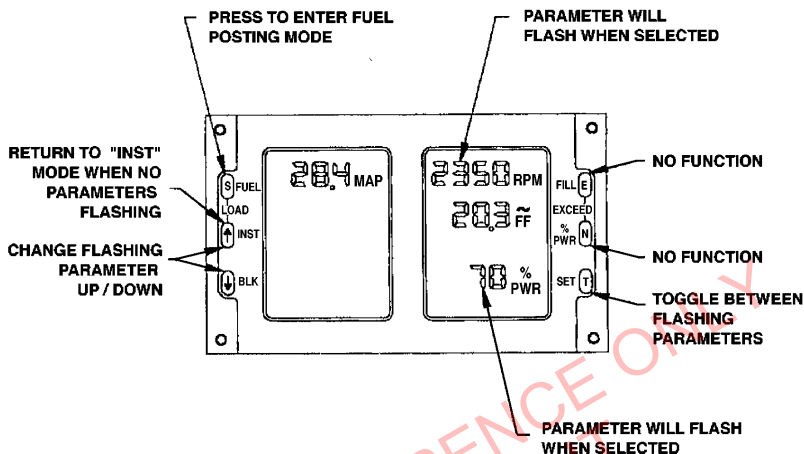 PRESS TO ENTER FUEL
POSTING MODE
PARAMETER WILL
FLASH WHEN SELECTED
RETURN TO "INST"
MODE WHEN NO
PARAMETERS
FLASHING
CHANGE FLASHING
PARAMETER
UP / DOWN
S FUEL
LOAD
↑ INST
↓ BLK
28.4 MAP
2350 RPM
20.3 FF
70 % PWR
FILL E
EXCEED
% PWR N
SET T
NO FUNCTION
NO FUNCTION
TOGGLE BETWEEN
FLASHING
PARAMETERS
PARAMETER WILL FLASH
WHEN SELECTED